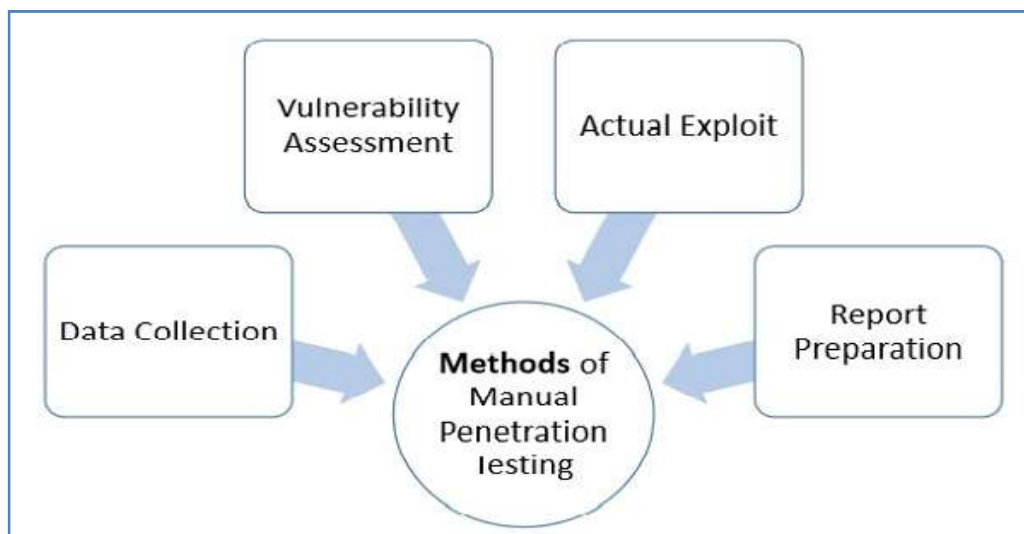 Data Collection
Vulnerability
Assessment
Actual Exploit
Report
Preparation
Methods of
Manual
Penetration
Testing